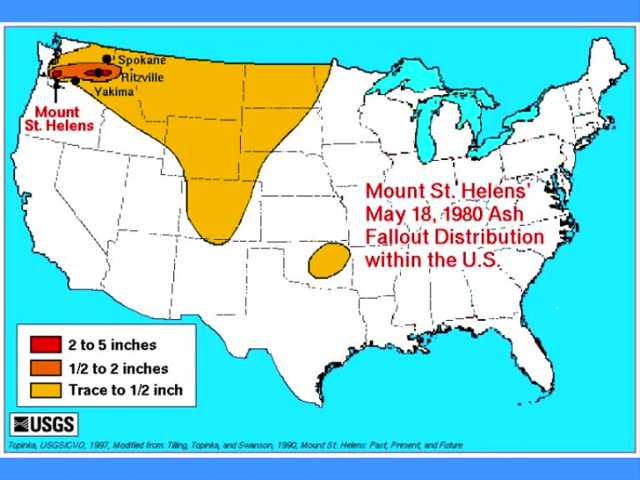 Spokane
Ritzville
Yakima
Mount
St. Helens
Mount St. Helens'
May 18, 1980 Ash
Fallout Distribution
within the U.S.
2 to 5 inches
1/2 to 2 inches
Trace to 1/2 inch
USGS
Topinka, USGS/CVO, 1997, Modified from: Tilling, Topinka, and Swanson, 1990, Mount St. Helens: Past, Present, and Future